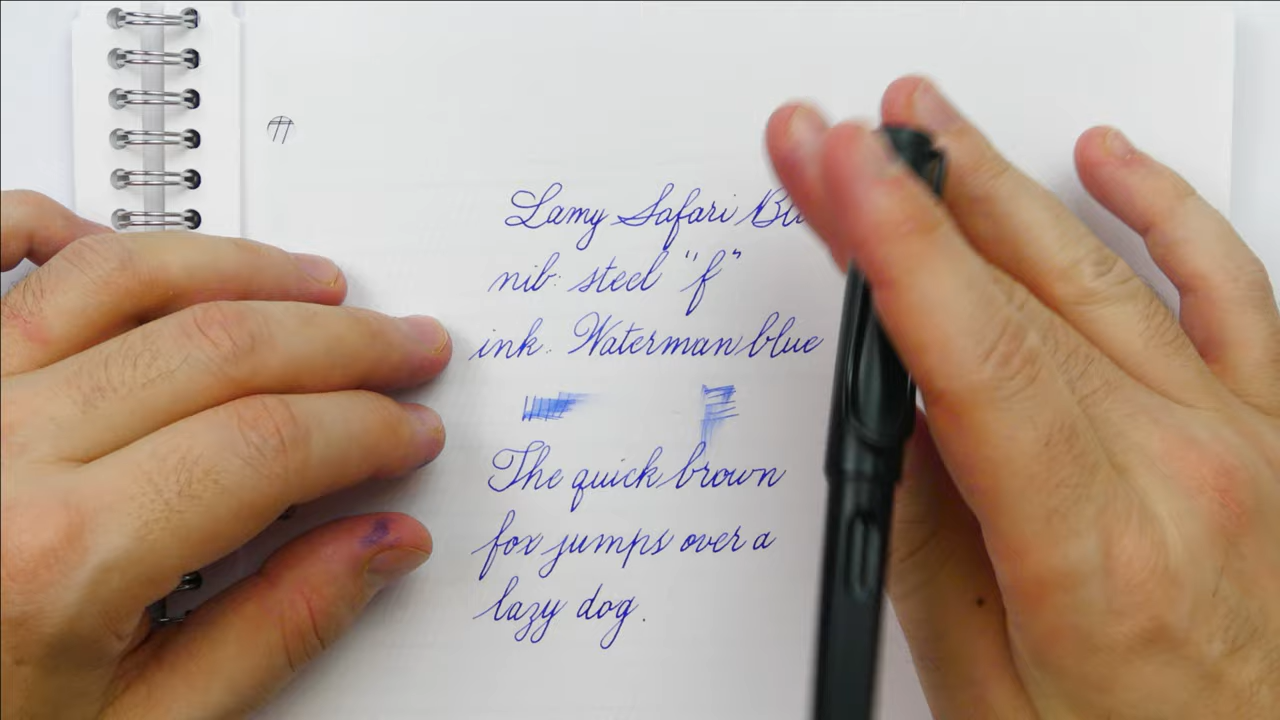 Lamy Safari
nib: steel "f"
ink: Waterman blue
The quick brown
fox jumps over a
lazy dog.